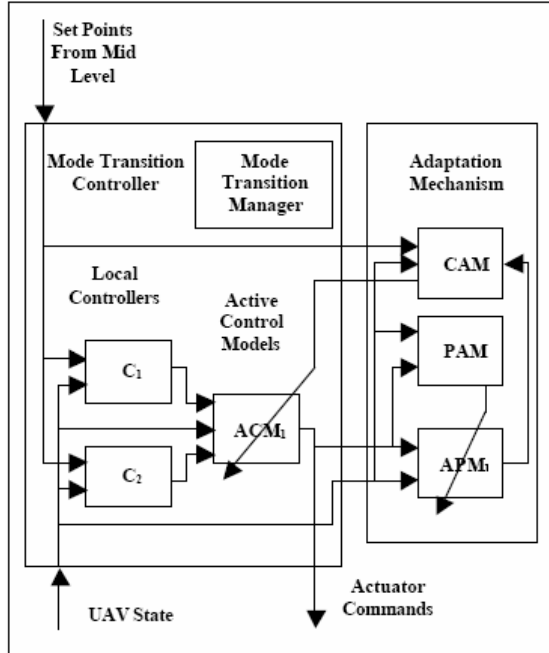 Set Points
From Mid
Level
Mode Transition
Controller
Mode
Transition
Manager
Adaptation
Mechanism
CAM
Local
Controllers
Active
Control
Models
PAM
C₁
ACM₁
APM₁
C₂
Actuator
Commands
UAV State